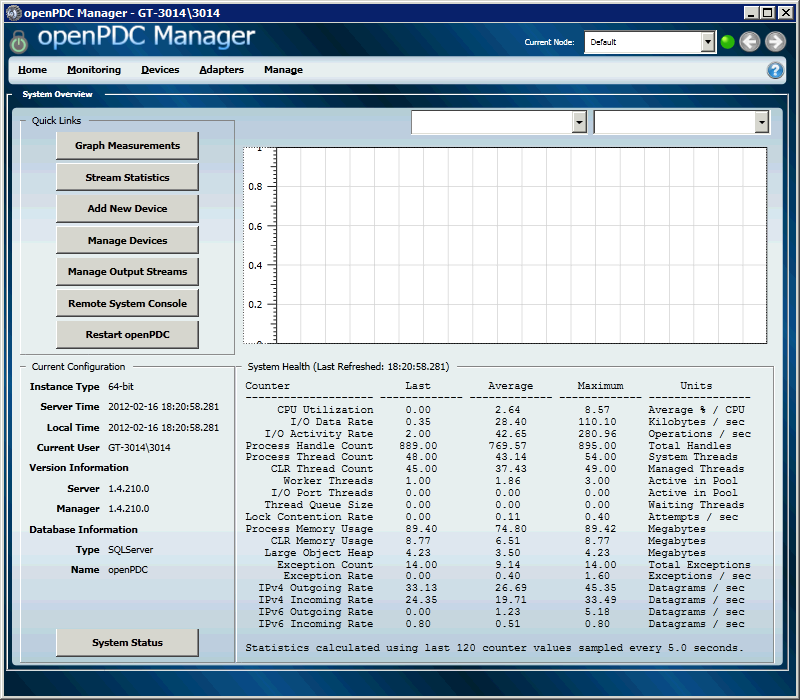 openPDC Manager - GT-3014\3014
openPDC Manager
Current Node: Default
Home Monitoring Devices Adapters Manage
System Overview
Quick Links
Graph Measurements
Stream Statistics
Add New Device
Manage Devices
Manage Output Streams
Remote System Console
Restart openPDC
1
0.8
0.6
0.4
0.2
0
Current Configuration
Instance Type 64-bit
Server Time 2012-02-16 18:20:58.281
Local Time 2012-02-16 18:20:58.281
Current User GT-3014\3014
Version Information
Server 1.4.210.0
Manager 1.4.210.0
Database Information
Type SQLServer
Name openPDC
System Status
System Health (Last Refreshed: 18:20:58.281)
Counter Last Average Maximum Units
CPU Utilization 0.00 2.64 8.57 Average % / CPU
I/O Data Rate 0.35 28.40 110.10 Kilobytes / sec
I/O Activity Rate 2.00 42.65 280.96 Operations / sec
Process Handle Count 889.00 769.57 895.00 Total Handles
Process Thread Count 48.00 43.14 54.00 System Threads
CLR Thread Count 45.00 37.43 49.00 Managed Threads
Worker Threads 1.00 1.86 3.00 Active in Pool
I/O Port Threads 0.00 0.00 0.00 Active in Pool
Thread Queue Size 0.00 0.00 0.00 Waiting Threads
Lock Contention Rate 0.00 0.11 0.40 Attempts / sec
Process Memory Usage 89.40 74.80 89.42 Megabytes
CLR Memory Usage 8.77 6.51 8.77 Megabytes
Large Object Heap 4.23 3.50 4.23 Megabytes
Exception Count 14.00 9.14 14.00 Total Exceptions
Exception Rate 0.00 0.40 1.60 Exceptions / sec
IPv4 Outgoing Rate 33.13 26.69 45.35 Datagrams / sec
IPv4 Incoming Rate 24.35 19.71 33.49 Datagrams / sec
IPv6 Outgoing Rate 0.00 1.23 5.18 Datagrams / sec
IPv6 Incoming Rate 0.80 0.51 0.80 Datagrams / sec
Statistics calculated using last 120 counter values sampled every 5.0 seconds.